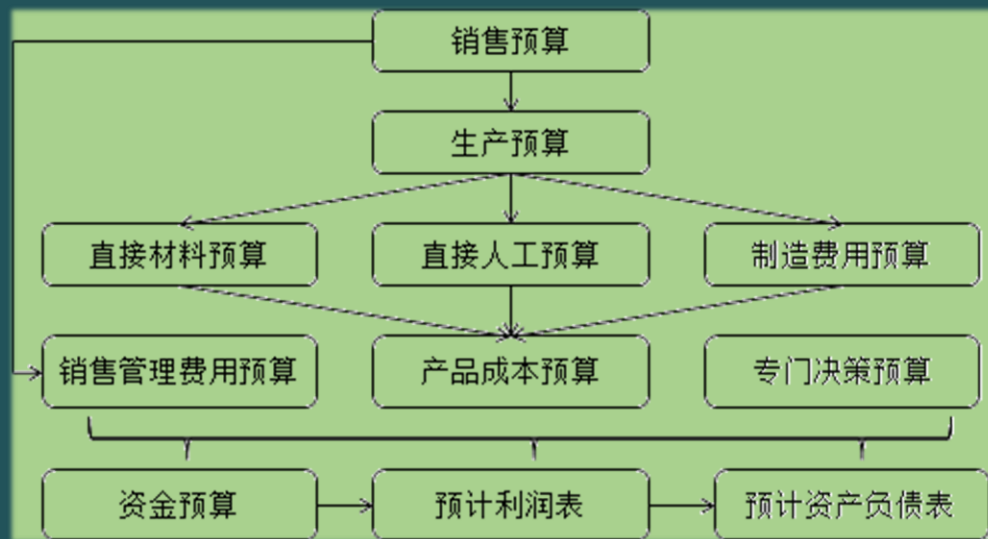 销售预算
生产预算
直接材料预算
直接人工预算
制造费用预算
销售管理费用预算
产品成本预算
专门决策预算
资金预算
预计利润表
预计资产负债表